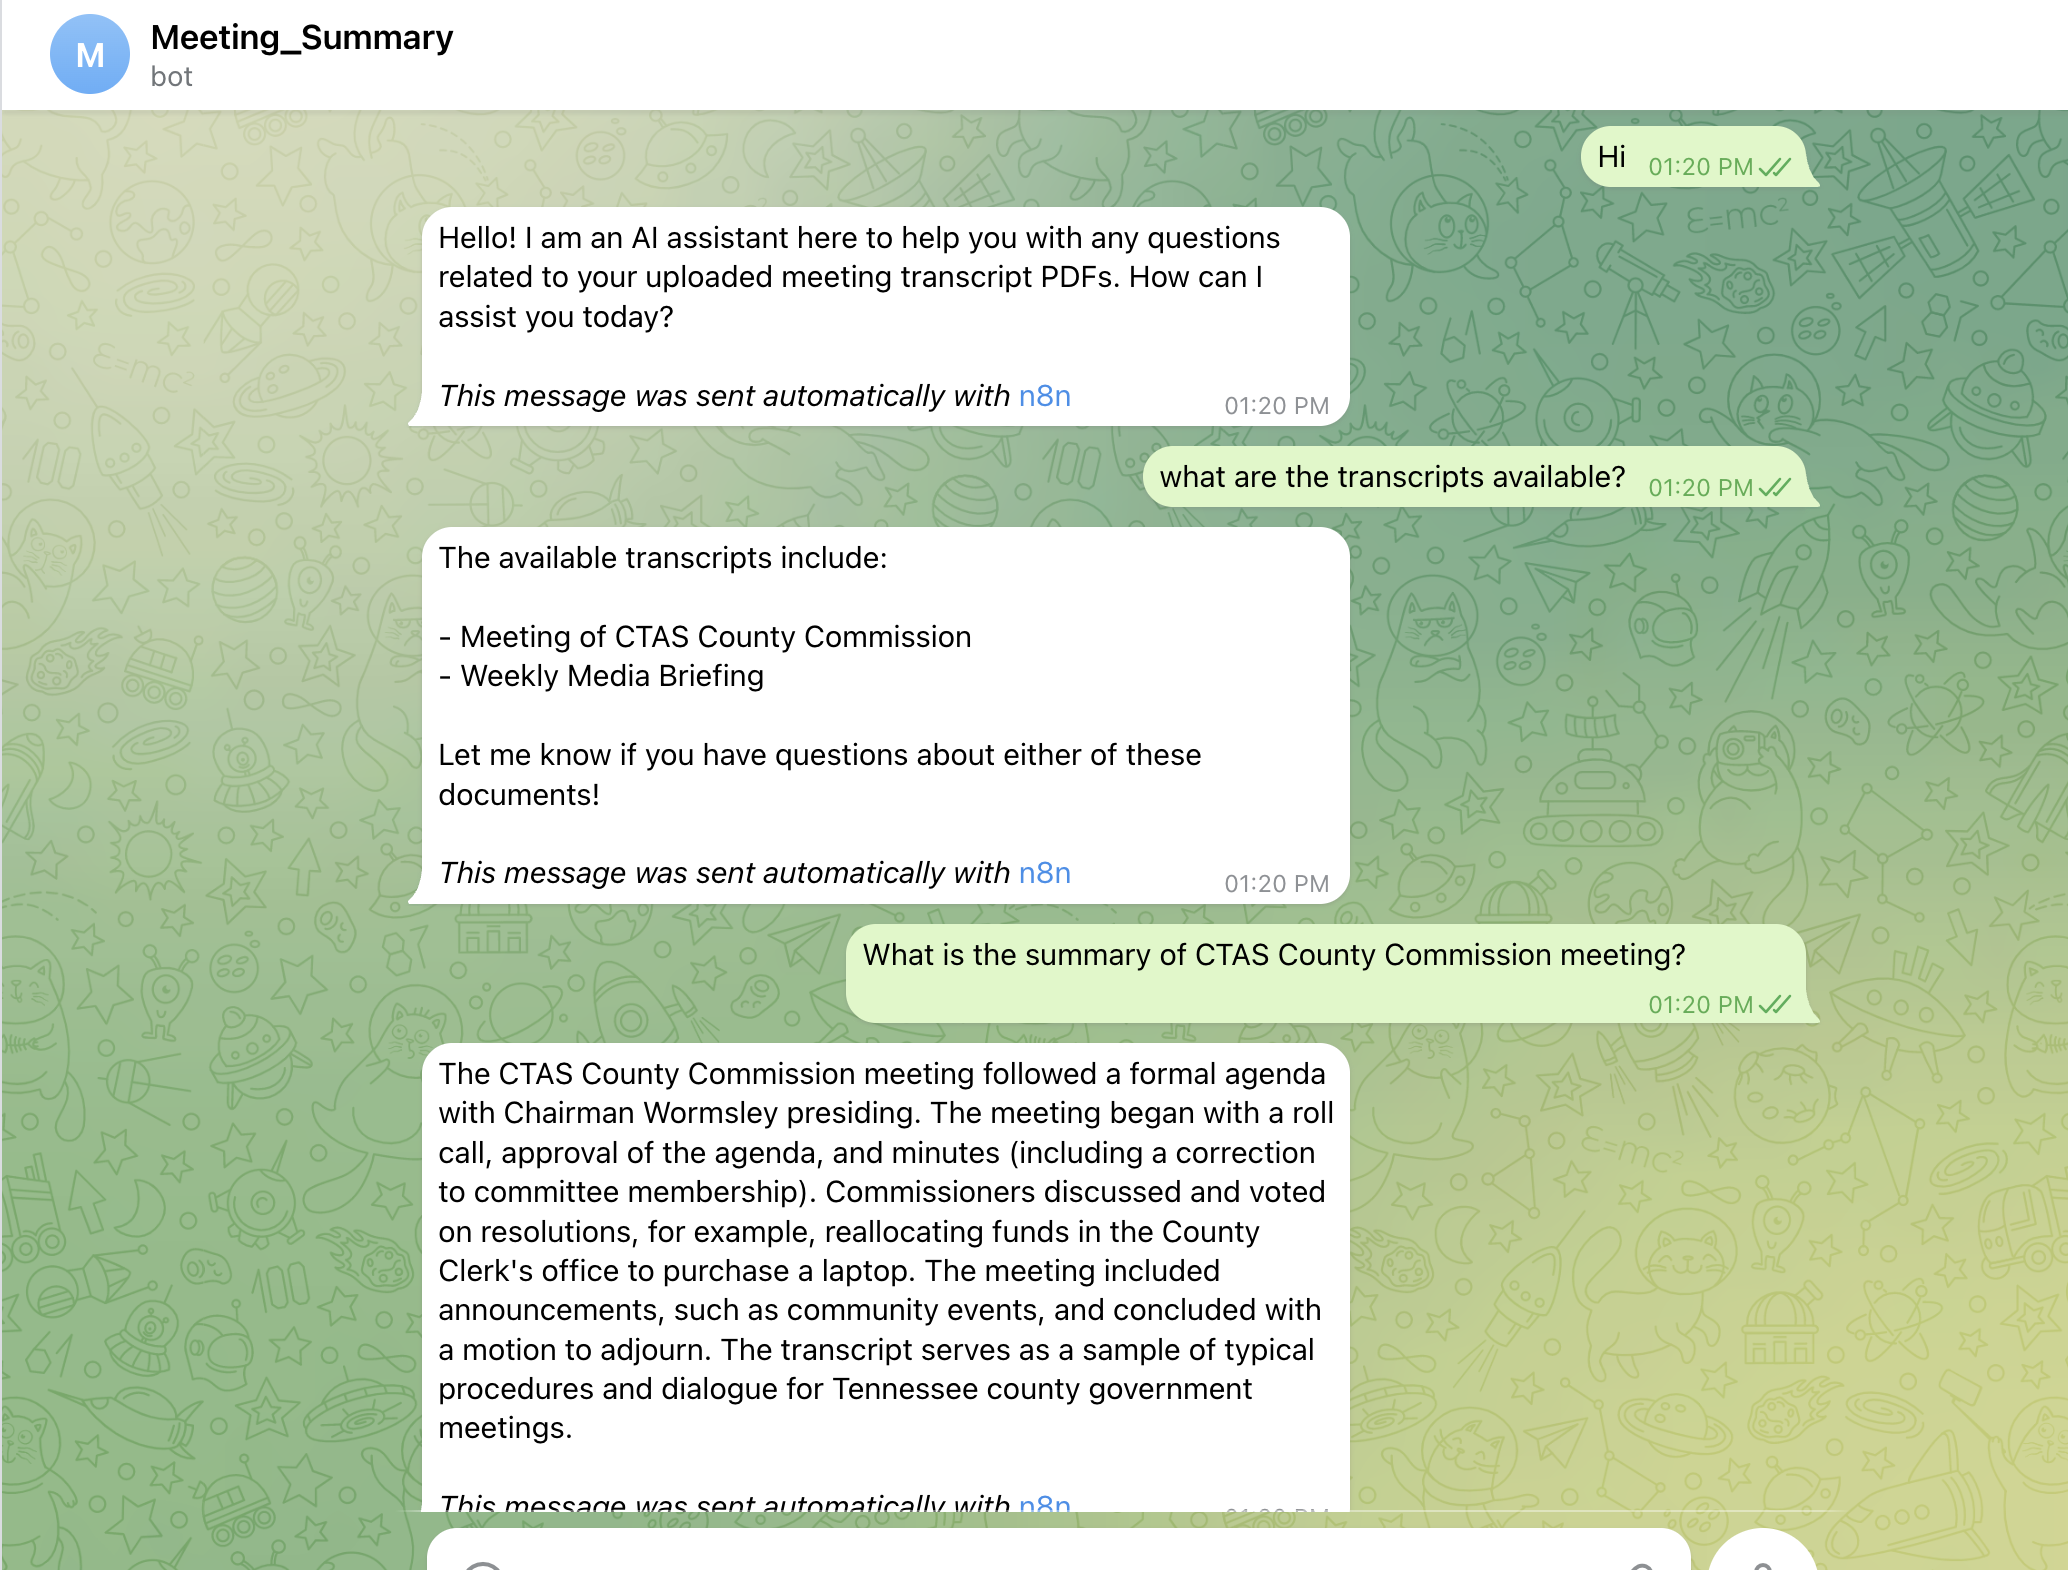 M
Meeting_Summary
bot
Hi 01:20 PM
Hello! I am an AI assistant here to help you with any questions
related to your uploaded meeting transcript PDFs. How can I
assist you today?
This message was sent automatically with n8n 01:20 PM
what are the transcripts available? 01:20 PM
The available transcripts include:
- Meeting of CTAS County Commission
- Weekly Media Briefing
Let me know if you have questions about either of these
documents!
This message was sent automatically with n8n 01:20 PM
What is the summary of CTAS County Commission meeting?
01:20 PM
The CTAS County Commission meeting followed a formal agenda
with Chairman Wormsley presiding. The meeting began with a roll
call, approval of the agenda, and minutes (including a correction
to committee membership). Commissioners discussed and voted
on resolutions, for example, reallocating funds in the County
Clerk's office to purchase a laptop. The meeting included
announcements, such as community events, and concluded with
a motion to adjourn. The transcript serves as a sample of typical
procedures and dialogue for Tennessee county government
meetings.
This message was sent automatically with n8n